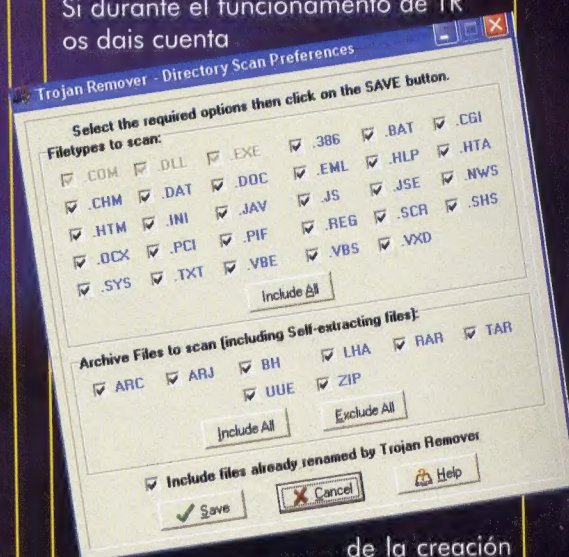 Si durante el funcionamento de TR
os dais cuenta
Trojan Remover - Directory Scan Preferences
Select the required options then click on the SAVE button.
Filetypes to scan:
.COM .DLL .EXE .386 .BAT .CGI
.CHM .DAT .DOC .EML .HLP .HTA
.HTM .INI .JAV .JS .JSE .NWS
.OCX .PCI .PIF .REG .SCR .SHS
.SYS .TXT .VBE .VBS .VXD
Include All
Archive Files to scan (including Self-extracting files):
ARC ARJ BH LHA RAR TAR
UUE ZIP
Include All Exclude All
Include files already renamed by Trojan Remover
Save Cancel Help
de la creación